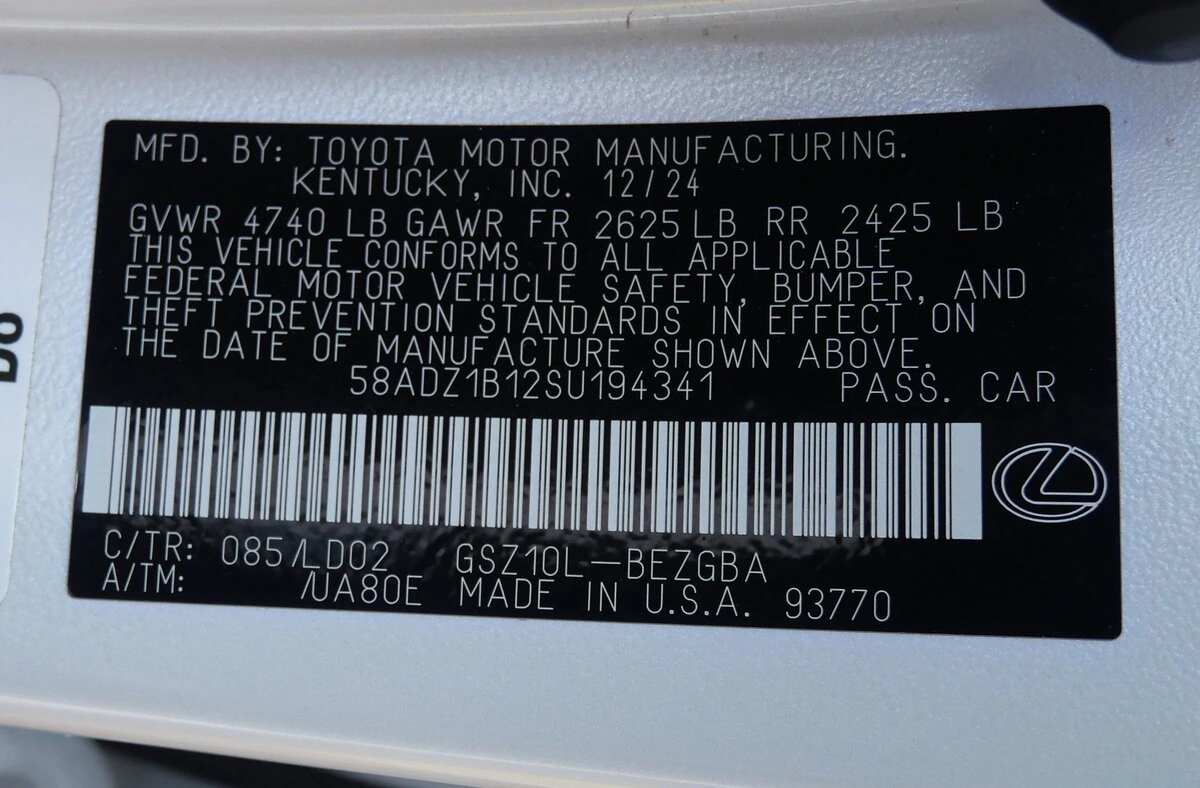 MFD. BY: TOYOTA MOTOR MANUFACTURING.
KENTUCKY, INC. 12/24
GVWR 4740 LB GAWR FR 2625 LB RR 2425 LB
THIS VEHICLE CONFORMS TO ALL APPLICABLE
FEDERAL MOTOR VEHICLE SAFETY, BUMPER, AND
THEFT PREVENTION STANDARDS IN EFFECT ON
THE DATE OF MANUFACTURE SHOWN ABOVE.
58ADZ1B12SU194341 PASS. CAR
C/TR: 085/LD02 GSZ10L-BEZGBA
A/TM: /UA80E MADE IN U.S.A. 93770